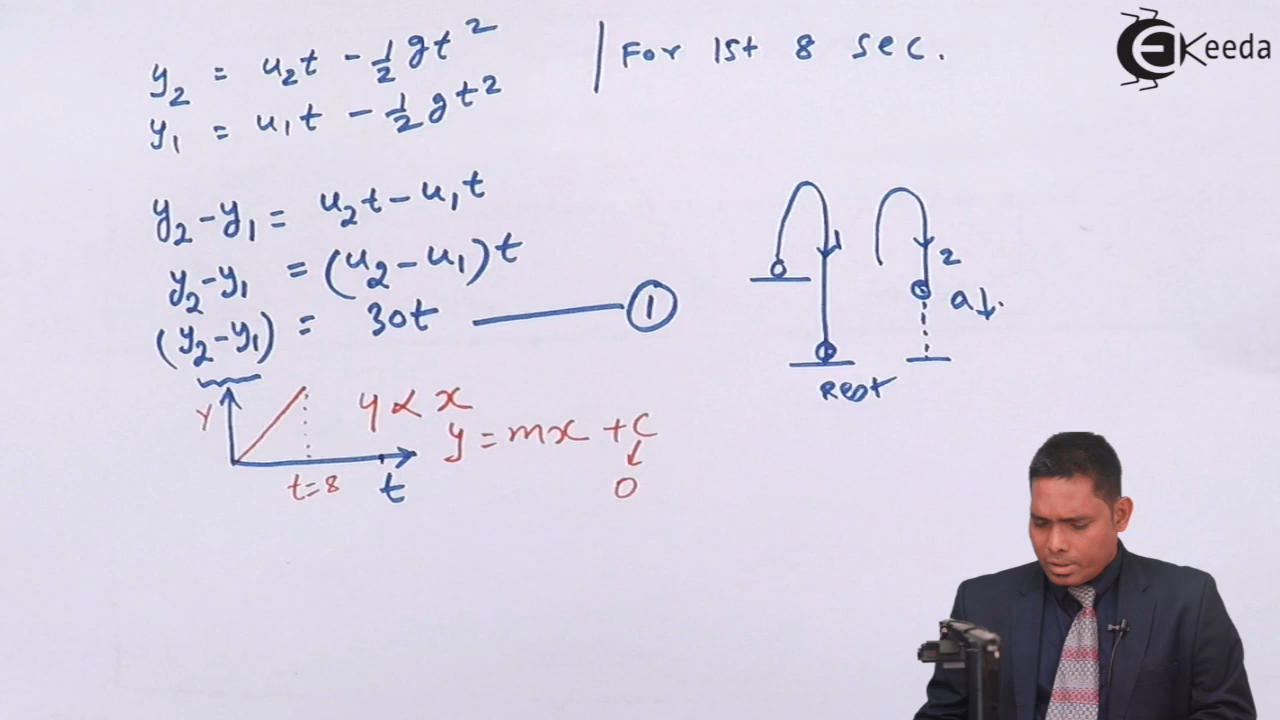 y₂ = u₂t - ½gt² | For 1st 8 sec.
y₁ = u₁t - ½gt²
y₂-y₁ = u₂t - u₁t
y₂-y₁ = (u₂-u₁)t
(y₂-y₁) = 30t ——— ①
Y
t=8
t
y ∝ x
y = mx + c
↓
0
1
2
a↓.
Rest
Ekeeda